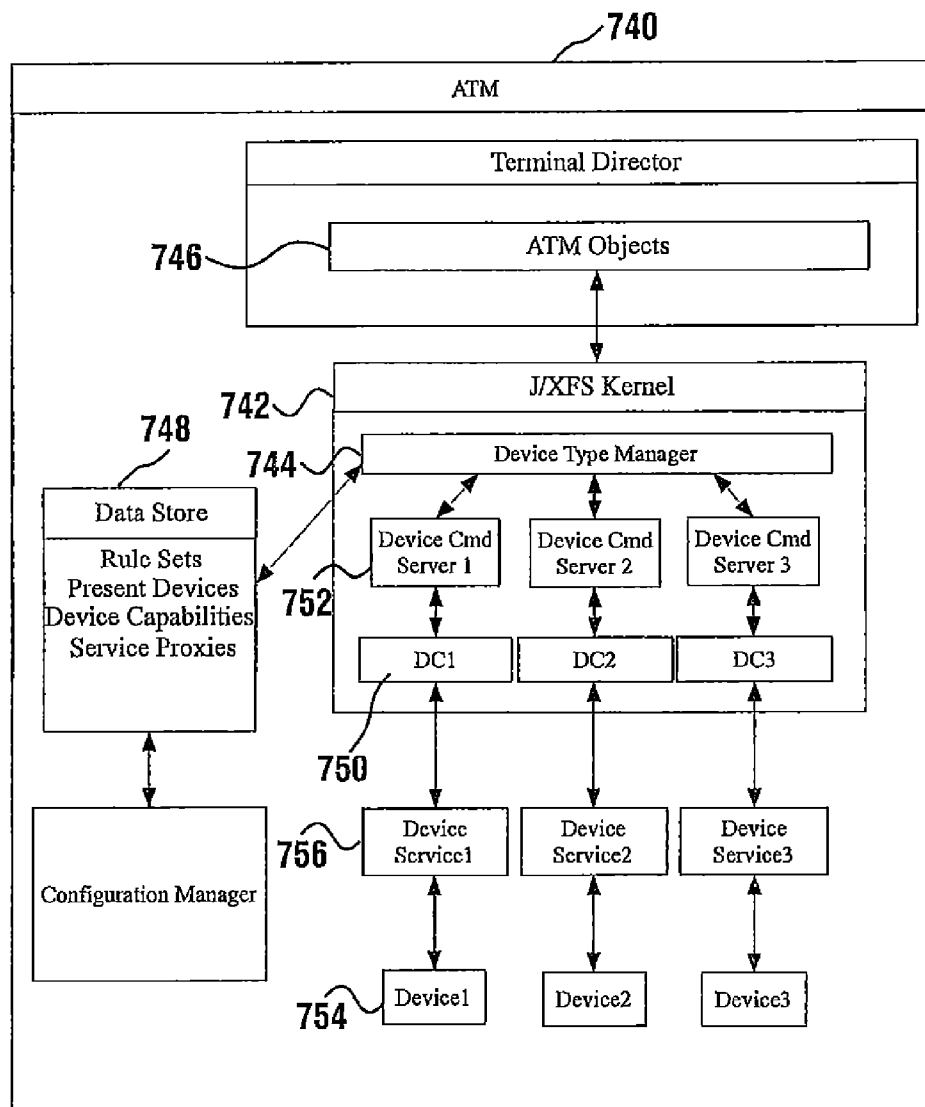 740
ATM
Terminal Director
746
ATM Objects
742
J/XFS Kernel
748
744
Device Type Manager
Data Store
Rule Sets
Present Devices
Device Capabilities
Service Proxies
752
Device Cmd
Server 1
Device Cmd
Server 2
Device Cmd
Server 3
DC1
DC2
DC3
750
756
Device
Service1
Device
Service2
Device
Service3
Configuration Manager
754
Device1
Device2
Device3